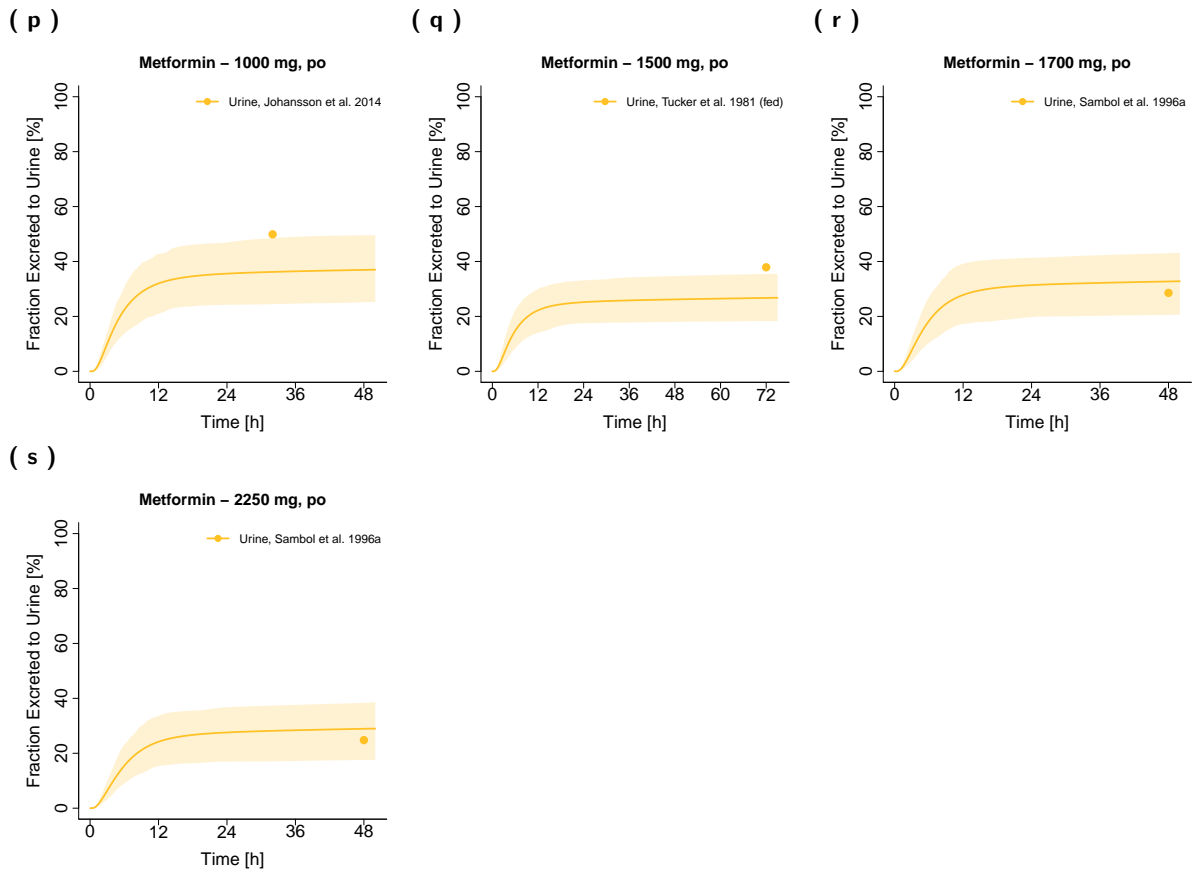 ( p )
Metformin – 1000 mg, po
Urine, Johansson et al. 2014
Fraction Excreted to Urine [%]
100
80
60
40
20
0
0 12 24 36 48
Time [h]
( q )
Metformin – 1500 mg, po
Urine, Tucker et al. 1981 (fed)
Fraction Excreted to Urine [%]
100
80
60
40
20
0
0 12 24 36 48 60 72
Time [h]
( r )
Metformin – 1700 mg, po
Urine, Sambol et al. 1996a
Fraction Excreted to Urine [%]
100
80
60
40
20
0
0 12 24 36 48
Time [h]
( s )
Metformin – 2250 mg, po
Urine, Sambol et al. 1996a
Fraction Excreted to Urine [%]
100
80
60
40
20
0
0 12 24 36 48
Time [h]